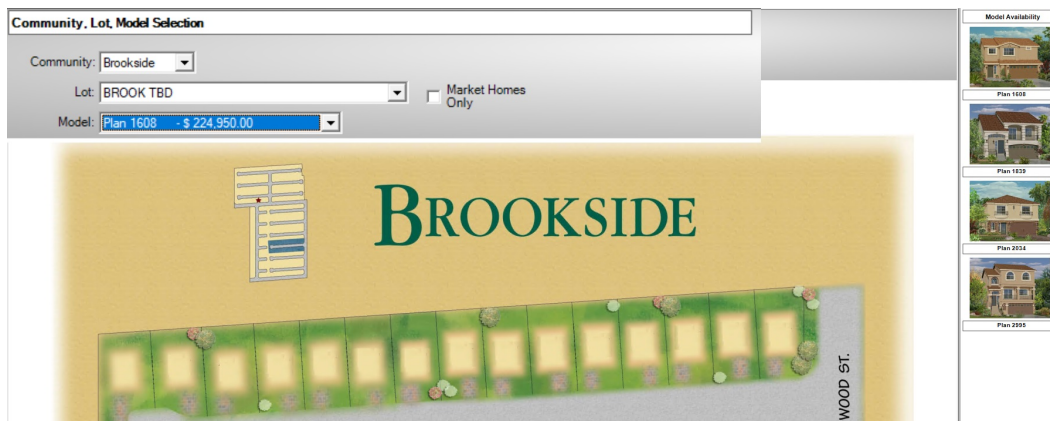 Community, Lot, Model Selection
Community: Brookside
Lot: BROOK TBD
Market Homes
Only
Model: Plan 1608 - $ 224,950.00
BROOKSIDE
WOOD ST.
Model Availability
Plan 1608
Plan 1839
Plan 2034
Plan 2995